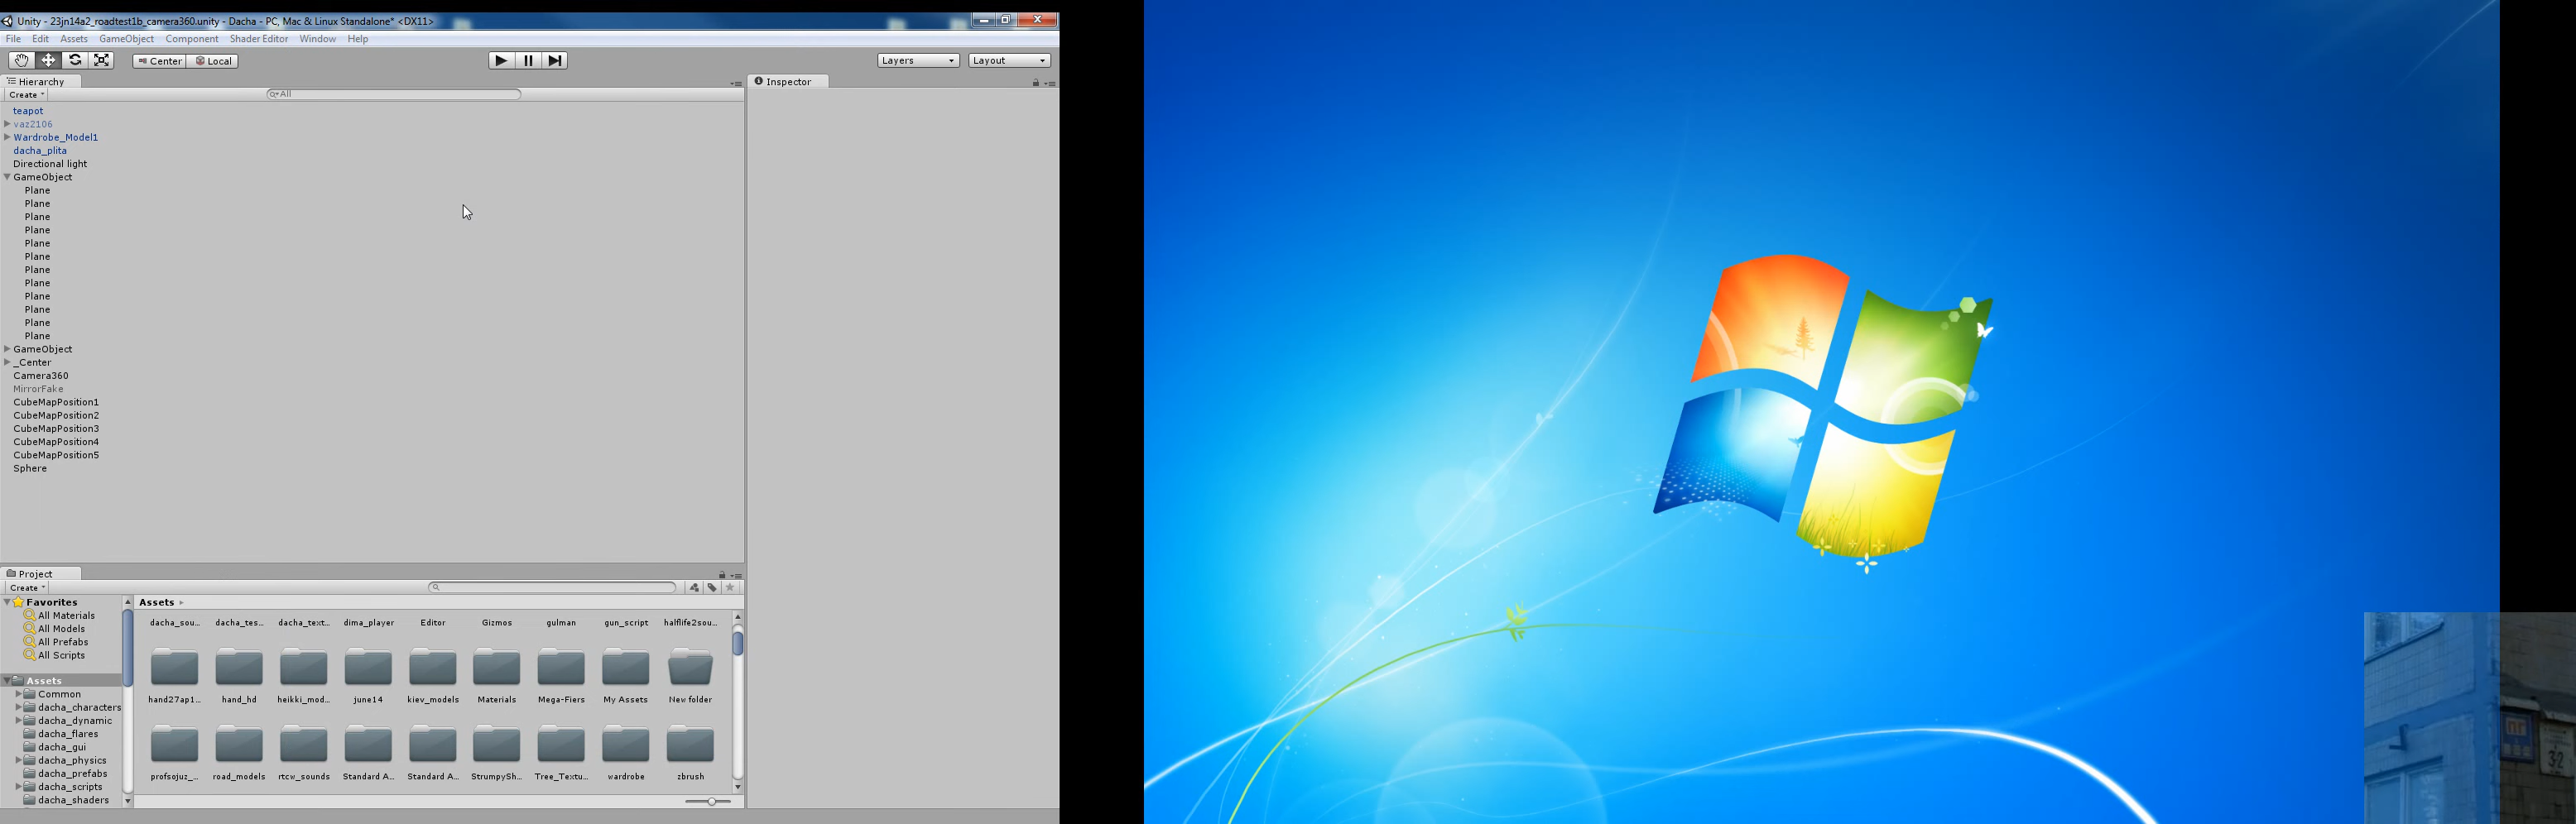 Unity - 23jn14a2_roadtest1b_camera360.unity - Dacha - PC, Mac & Linux Standalone* <DX11>
File Edit Assets GameObject Component Shader Editor Window Help
Center Local Layers Layout
Hierarchy
Inspector
Create All
teapot
vaz2106
Wardrobe_Model1
dacha_plita
Directional light
GameObject
Plane
Plane
Plane
Plane
Plane
Plane
Plane
Plane
Plane
Plane
Plane
Plane
GameObject
_Center
Camera360
MirrorFake
CubeMapPosition1
CubeMapPosition2
CubeMapPosition3
CubeMapPosition4
CubeMapPosition5
Sphere
Project
Create
Favorites
All Materials
All Models
All Prefabs
All Scripts
Assets
Common
dacha_characters
dacha_dynamic
dacha_flares
dacha_gui
dacha_physics
dacha_prefabs
dacha_scripts
dacha_shaders
Assets
dacha_sou... dacha_tes... dacha_text... dima_player Editor Gizmos gulman gun_script halflife2sou...
hand27ap1... hand_hd heikki_mod... june14 kiev_models Materials Mega-Fiers My Assets New folder
profsojuz_... road_models rtcw_sounds Standard A... Standard A... StrumpySh... Tree_Textu... wardrobe zbrush
32